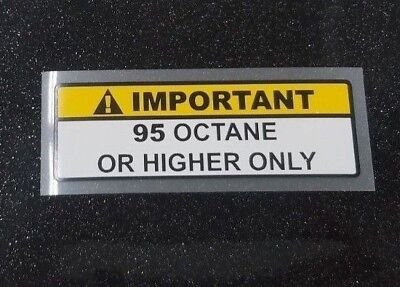 IMPORTANT
95 OCTANE
OR HIGHER ONLY